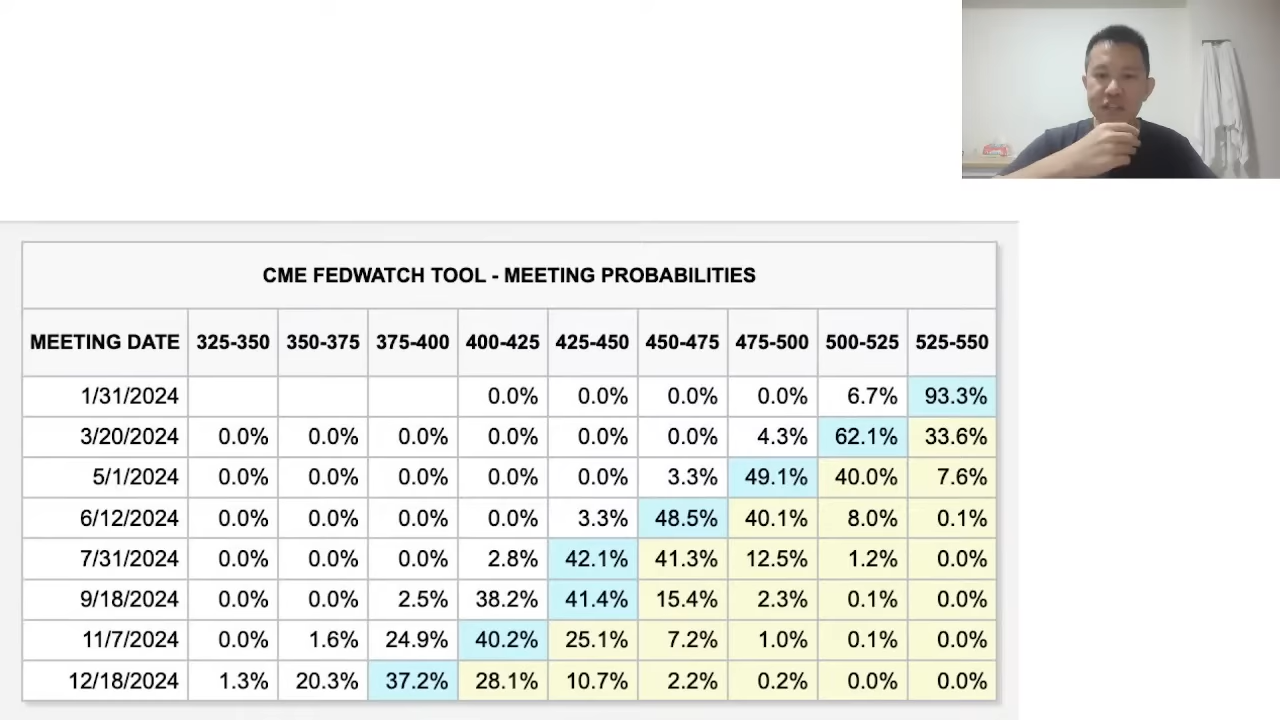 CME FEDWATCH TOOL - MEETING PROBABILITIES
MEETING DATE 325-350 350-375 375-400 400-425 425-450 450-475 475-500 500-525 525-550
1/31/2024 0.0% 0.0% 0.0% 0.0% 6.7% 93.3%
3/20/2024 0.0% 0.0% 0.0% 0.0% 0.0% 0.0% 4.3% 62.1% 33.6%
5/1/2024 0.0% 0.0% 0.0% 0.0% 0.0% 3.3% 49.1% 40.0% 7.6%
6/12/2024 0.0% 0.0% 0.0% 0.0% 3.3% 48.5% 40.1% 8.0% 0.1%
7/31/2024 0.0% 0.0% 0.0% 2.8% 42.1% 41.3% 12.5% 1.2% 0.0%
9/18/2024 0.0% 0.0% 2.5% 38.2% 41.4% 15.4% 2.3% 0.1% 0.0%
11/7/2024 0.0% 1.6% 24.9% 40.2% 25.1% 7.2% 1.0% 0.1% 0.0%
12/18/2024 1.3% 20.3% 37.2% 28.1% 10.7% 2.2% 0.2% 0.0% 0.0%